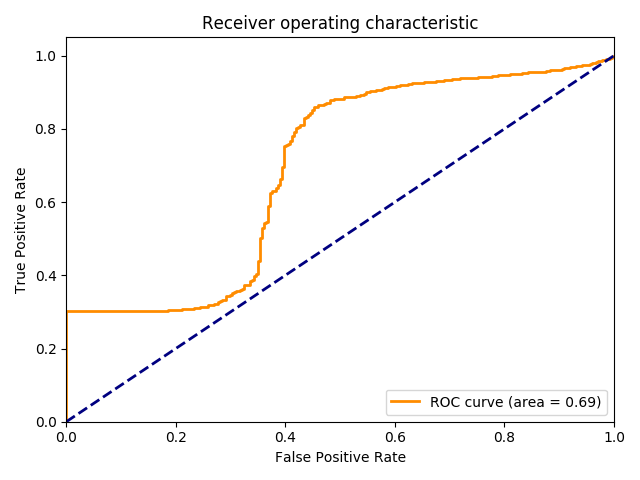 Receiver operating characteristic
1.0
0.8
0.6
0.4
0.2
0.0
True Positive Rate
ROC curve (area = 0.69)
0.0 0.2 0.4 0.6 0.8 1.0
False Positive Rate